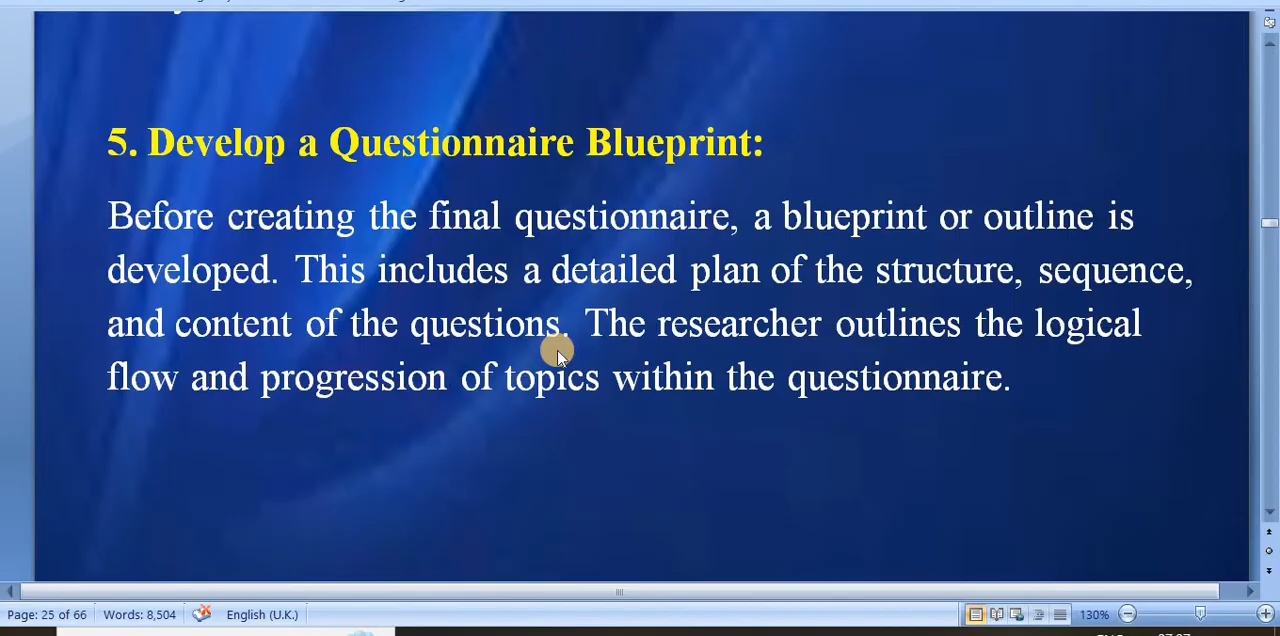 5. Develop a Questionnaire Blueprint:
Before creating the final questionnaire, a blueprint or outline is
developed. This includes a detailed plan of the structure, sequence,
and content of the questions. The researcher outlines the logical
flow and progression of topics within the questionnaire.
Page: 25 of 66 Words: 8,504 English (U.K.) 130%